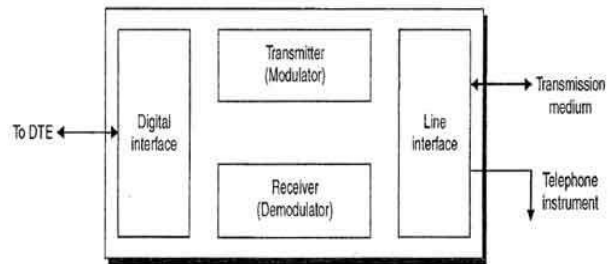 To DTE
Digital
interface
Transmitter
(Modulator)
Receiver
(Demodulator)
Line
interface
Transmission
medium
Telephone
instrument